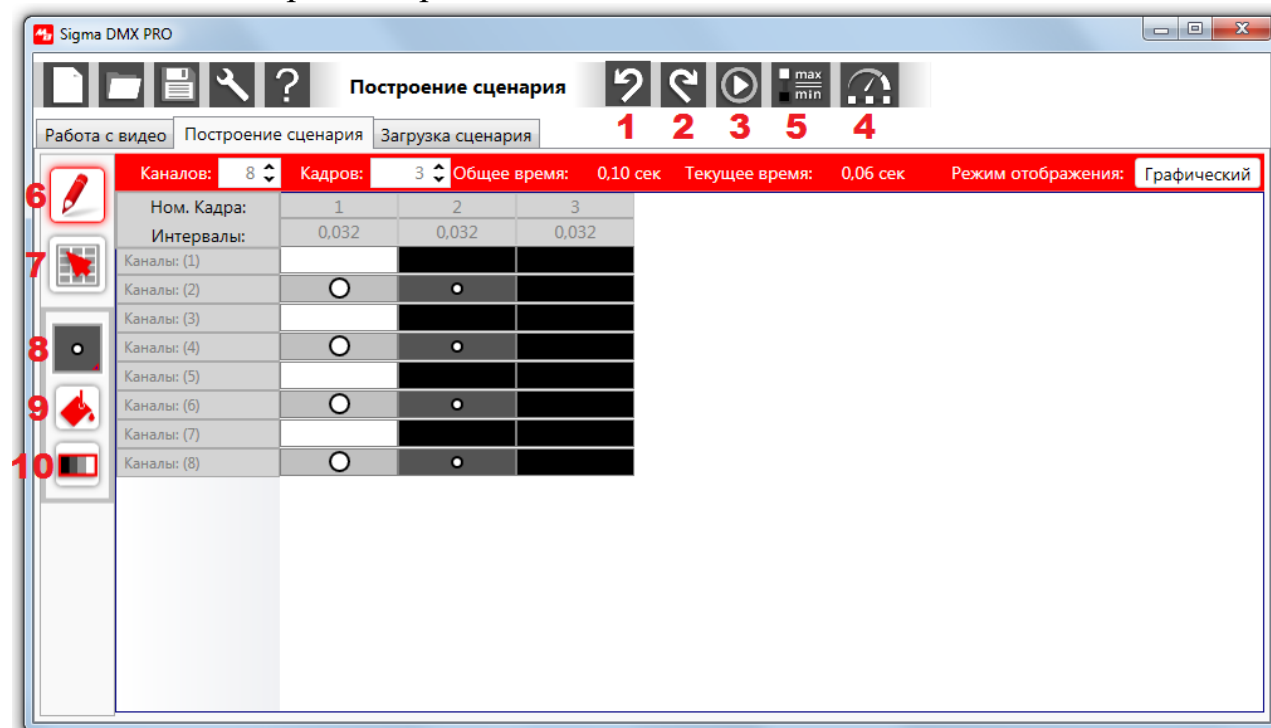 Sigma DMX PRO
? Построение сценария max min
1 2 3 5 4
Работа с видео Построение сценария Загрузка сценария
Каналов: 8 Кадров: 3 Общее время: 0,10 сек Текущее время: 0,06 сек Режим отображения: Графический
6
Ном. Кадра: 1 2 3
Интервалы: 0,032 0,032 0,032
7
Каналы: (1)
Каналы: (2)
Каналы: (3)
8
Каналы: (4)
Каналы: (5)
9
Каналы: (6)
Каналы: (7)
10
Каналы: (8)